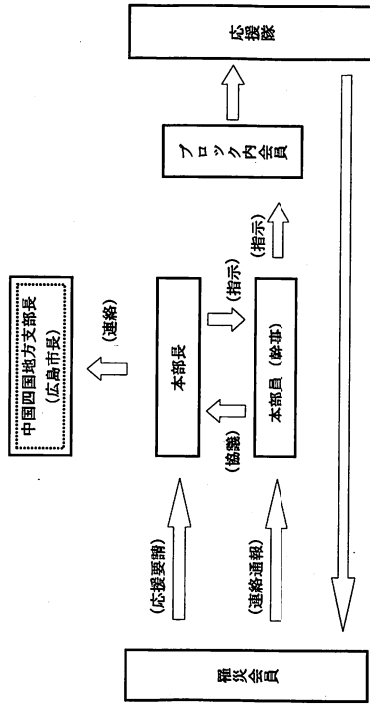 中国四国地方支部長
(広島市長)
(連絡)
応援隊
ブロック内会員
本部長
(応援要請)
(指示)
(協議)
(指示)
本部員 (幹事)
(連絡通報)
罹災会員